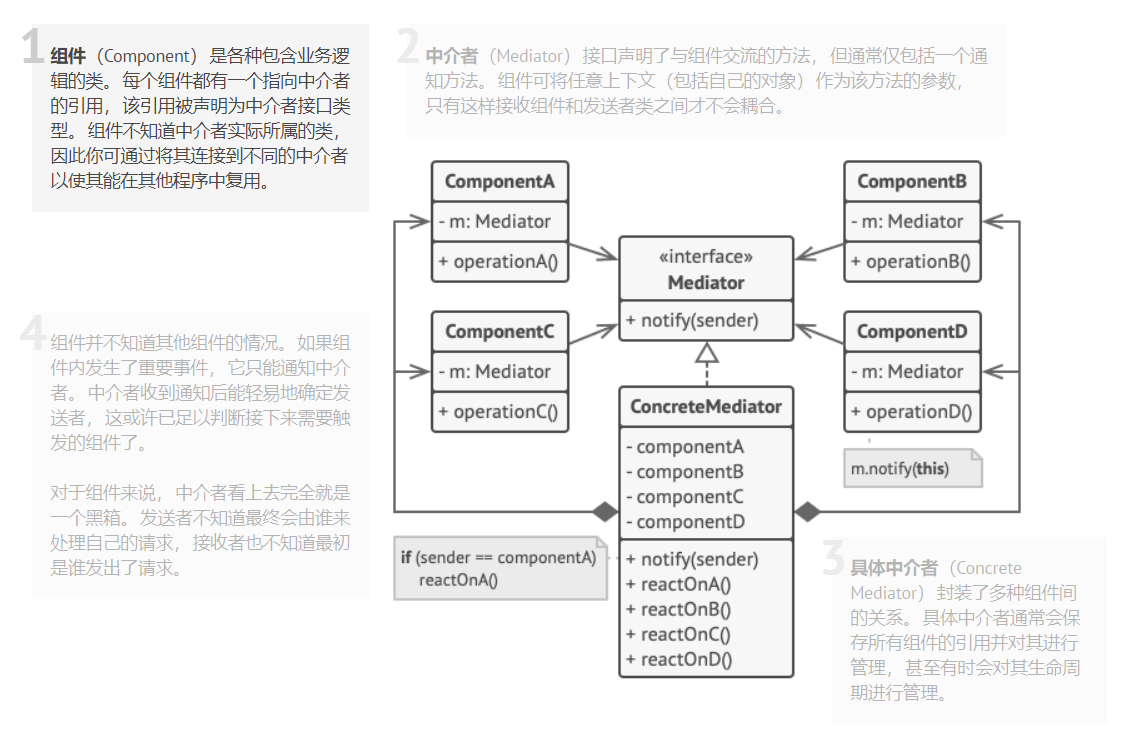 1
组件（Component）是各种包含业务逻
辑的类。每个组件都有一个指向中介者
的引用，该引用被声明为中介者接口类
型。组件不知道中介者实际所属的类，
因此你可通过将其连接到不同的中介者
以使其能在其他程序中复用。
2
中介者（Mediator）接口声明了与组件交流的方法，但通常仅包括一个通
知方法。组件可将任意上下文（包括自己的对象）作为该方法的参数，
只有这样接收组件和发送者类之间才不会耦合。
ComponentA
- m: Mediator
+ operationA()
ComponentB
- m: Mediator
+ operationB()
«interface»
Mediator
+ notify(sender)
ComponentC
- m: Mediator
+ operationC()
ComponentD
- m: Mediator
+ operationD()
m.notify(this)
ConcreteMediator
- componentA
- componentB
- componentC
- componentD
+ notify(sender)
+ reactOnA()
+ reactOnB()
+ reactOnC()
+ reactOnD()
if (sender == componentA)
reactOnA()
4
组件并不知道其他组件的情况。如果组
件内发生了重要事件，它只能通知中介
者。中介者收到通知后能轻易地确定发
送者，这或许已足以判断接下来需要触
发的组件了。
对于组件来说，中介者看上去完全就是
一个黑箱。发送者不知道最终会由谁来
处理自己的请求，接收者也不知道最初
是谁发出了请求。
3
具体中介者（Concrete
Mediator）封装了多种组件间
的关系。具体中介者通常会保
存所有组件的引用并对其进行
管理，甚至有时会对其生命周
期进行管理。